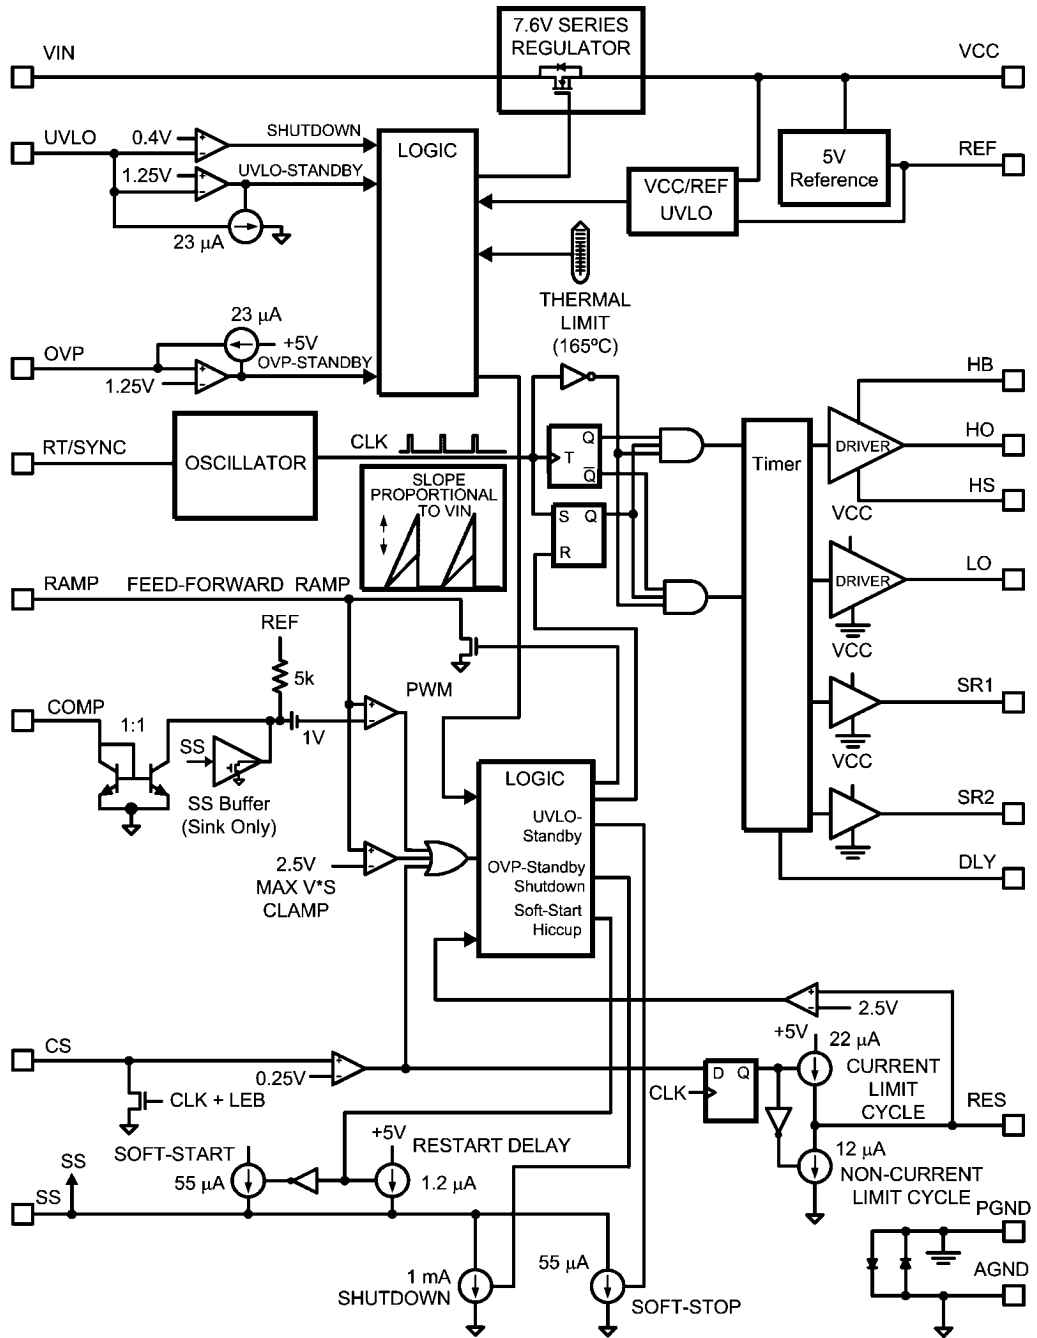 7.6V SERIES
REGULATOR
VIN
VCC
UVLO
0.4V
+
−
SHUTDOWN
LOGIC
1.25V
+
−
UVLO-STANDBY
23 µA
5V
Reference
REF
VCC/REF
UVLO
THERMAL
LIMIT
(165ºC)
23 µA
+5V
OVP
OVP-STANDBY
+
−
1.25V
HB
RT/SYNC
OSCILLATOR
CLK
T
Q
Q̅
Timer
DRIVER
HO
HS
VCC
SLOPE
PROPORTIONAL
TO VIN
S
Q
R
DRIVER
LO
VCC
RAMP
FEED-FORWARD RAMP
REF
5k
PWM
COMP
1:1
+
−
1V
SS
SS Buffer
(Sink Only)
SR1
VCC
LOGIC
UVLO-
Standby
OVP-Standby
Shutdown
Soft-Start
Hiccup
SR2
2.5V
MAX V*S
CLAMP
+
−
DLY
+
−
2.5V
CS
+
−
0.25V
CLK + LEB
D
Q
CLK
+5V
22 µA
CURRENT
LIMIT
CYCLE
RES
12 µA
NON-CURRENT
LIMIT CYCLE
SOFT-START
+5V
RESTART DELAY
SS
55 µA
1.2 µA
SS
PGND
1 mA
SHUTDOWN
55 µA
SOFT-STOP
AGND